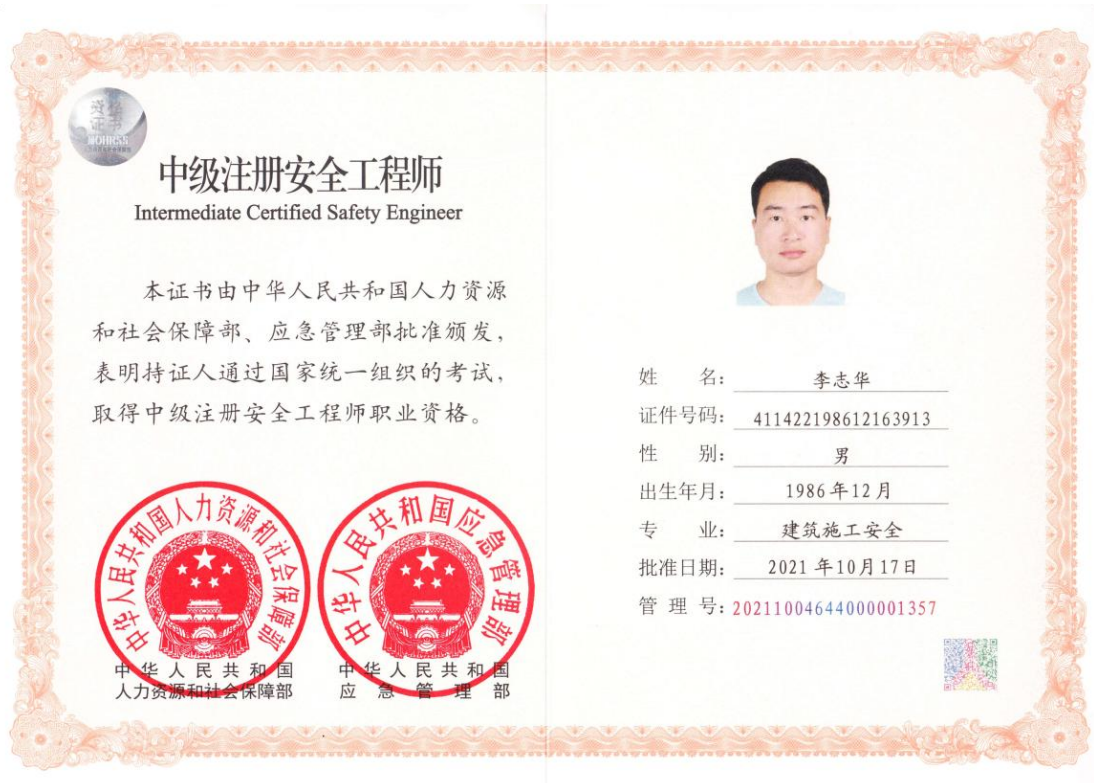 资格
证书
MOHRSS
中级注册安全工程师
Intermediate Certified Safety Engineer
本证书由中华人民共和国人力资源
和社会保障部、应急管理部批准颁发，
表明持证人通过国家统一组织的考试，
取得中级注册安全工程师职业资格。
中华人民共和国人力资源和社会保障部
中华人民共和国应急管理部
中华人民共和国
人力资源和社会保障部
中华人民共和国
应急管理部
姓 名：李志华
证件号码：411422198612163913
性 别：男
出生年月：1986年12月
专 业：建筑施工安全
批准日期：2021年10月17日
管 理 号：20211004644000001357